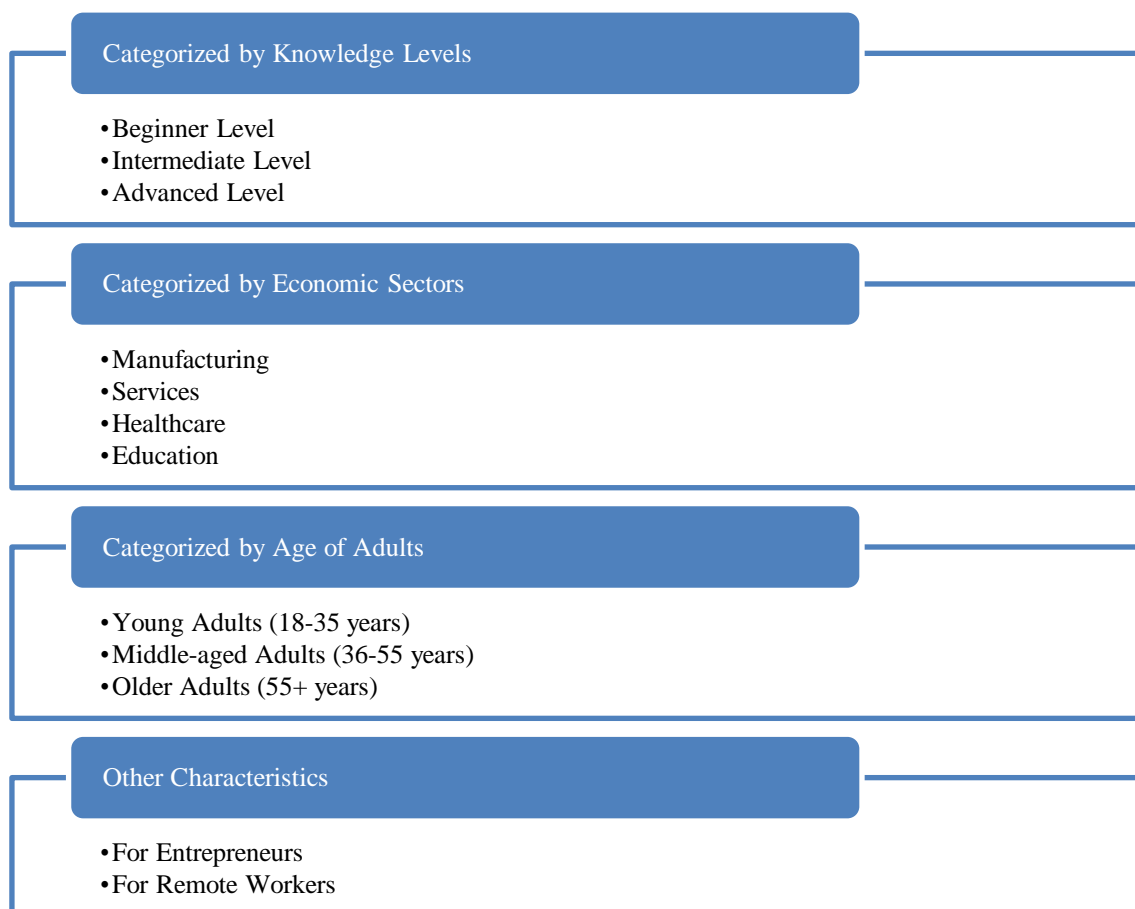 Categorized by Knowledge Levels
•Beginner Level
•Intermediate Level
•Advanced Level
Categorized by Economic Sectors
•Manufacturing
•Services
•Healthcare
•Education
Categorized by Age of Adults
•Young Adults (18-35 years)
•Middle-aged Adults (36-55 years)
•Older Adults (55+ years)
Other Characteristics
•For Entrepreneurs
•For Remote Workers